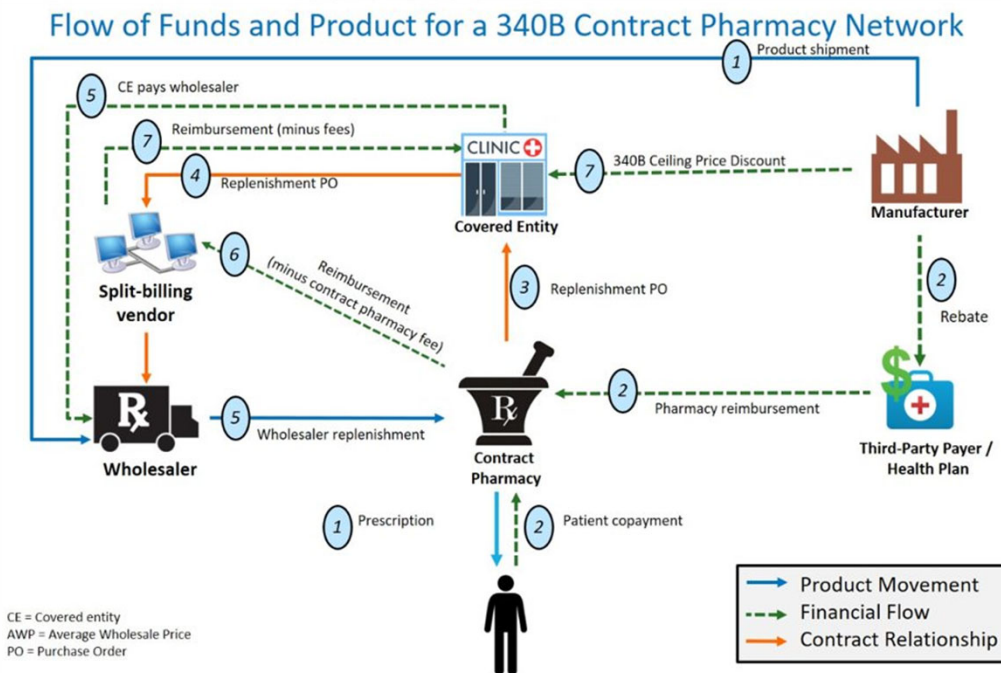 Flow of Funds and Product for a 340B Contract Pharmacy Network
1
Product shipment
5
CE pays wholesaler
7
Reimbursement (minus fees)
CLINIC
4
Replenishment PO
7
340B Ceiling Price Discount
Covered Entity
Manufacturer
6
Reimbursement
(minus contract pharmacy fee)
3
Replenishment PO
2
Rebate
Split-billing
vendor
$
Rx
Wholesaler
5
Wholesaler replenishment
Rx
Contract
Pharmacy
2
Pharmacy reimbursement
Third-Party Payer /
Health Plan
1
Prescription
2
Patient copayment
Product Movement
Financial Flow
Contract Relationship
CE = Covered entity
AWP = Average Wholesale Price
PO = Purchase Order